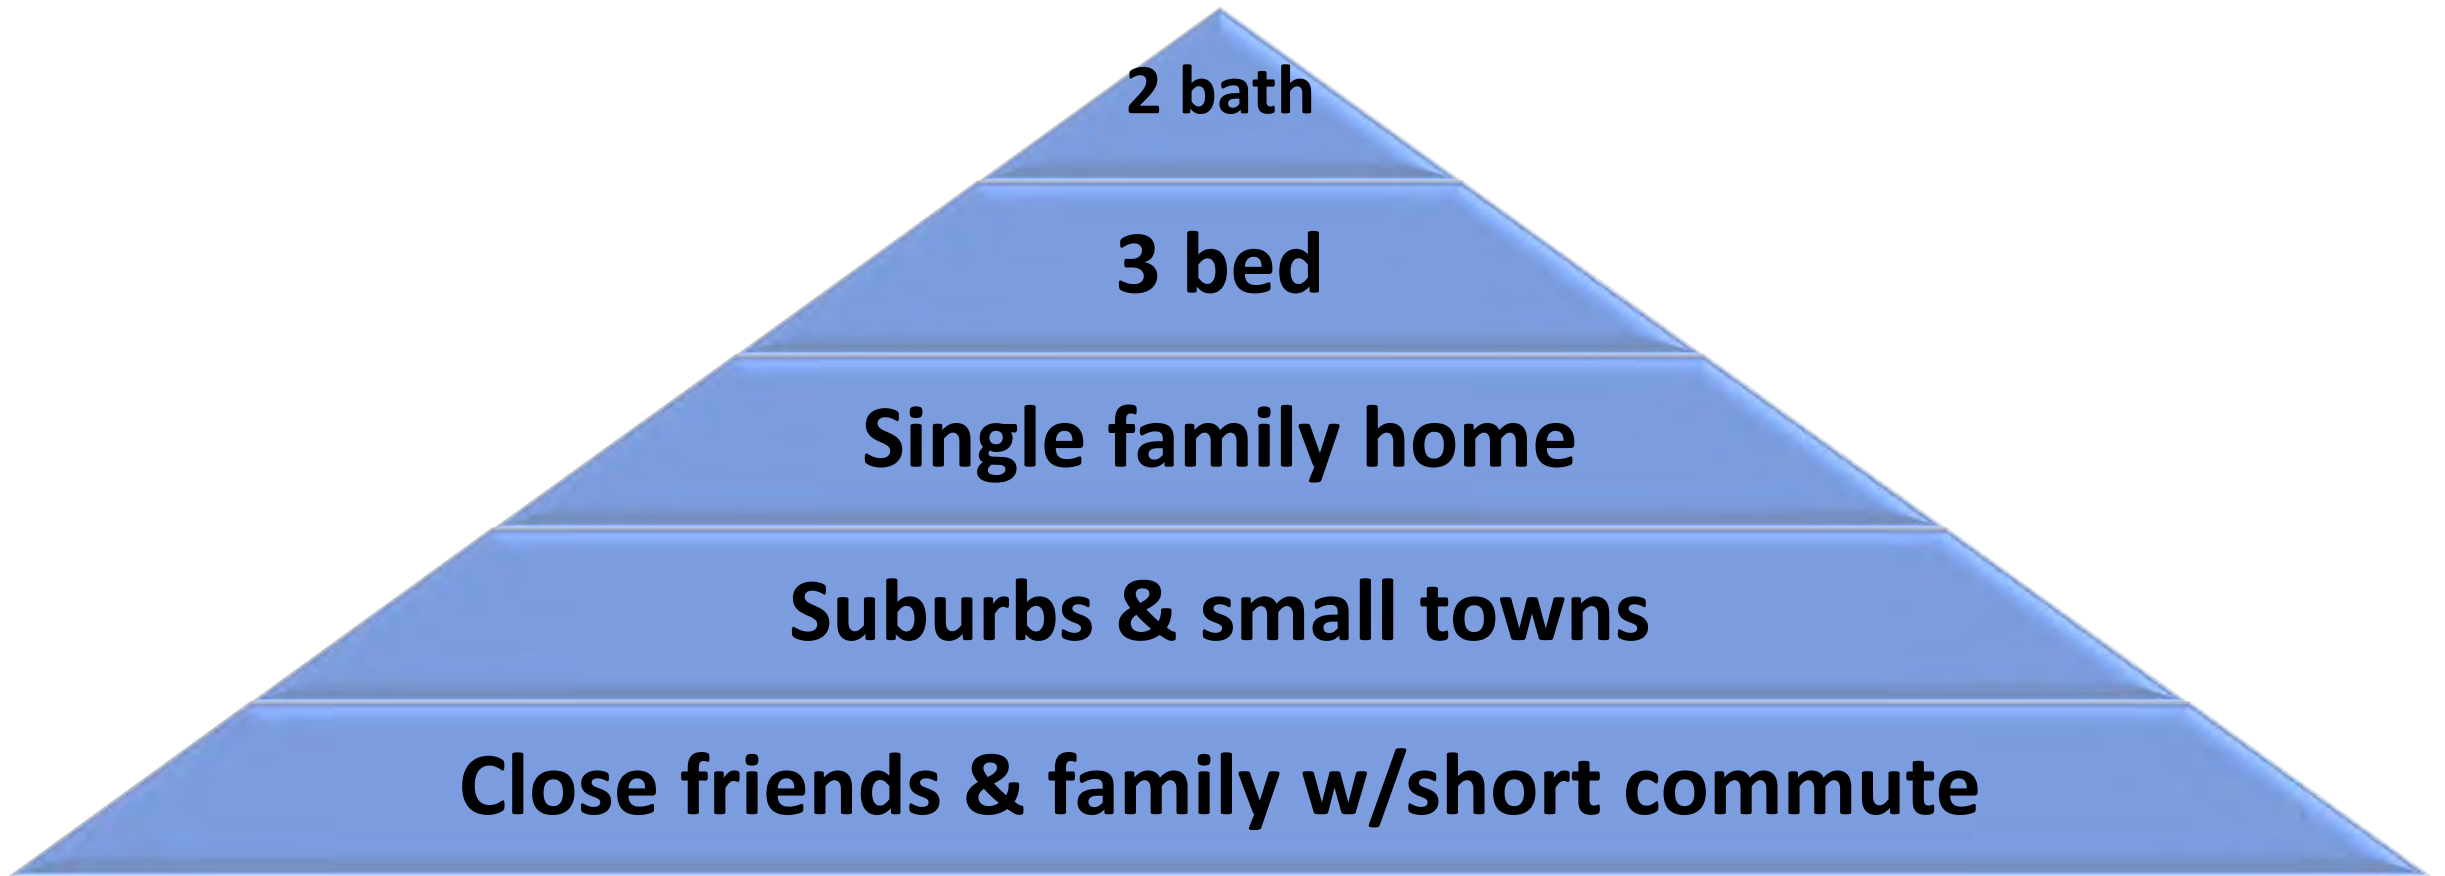 2 bath
3 bed
Single family home
Suburbs & small towns
Close friends & family w/short commute